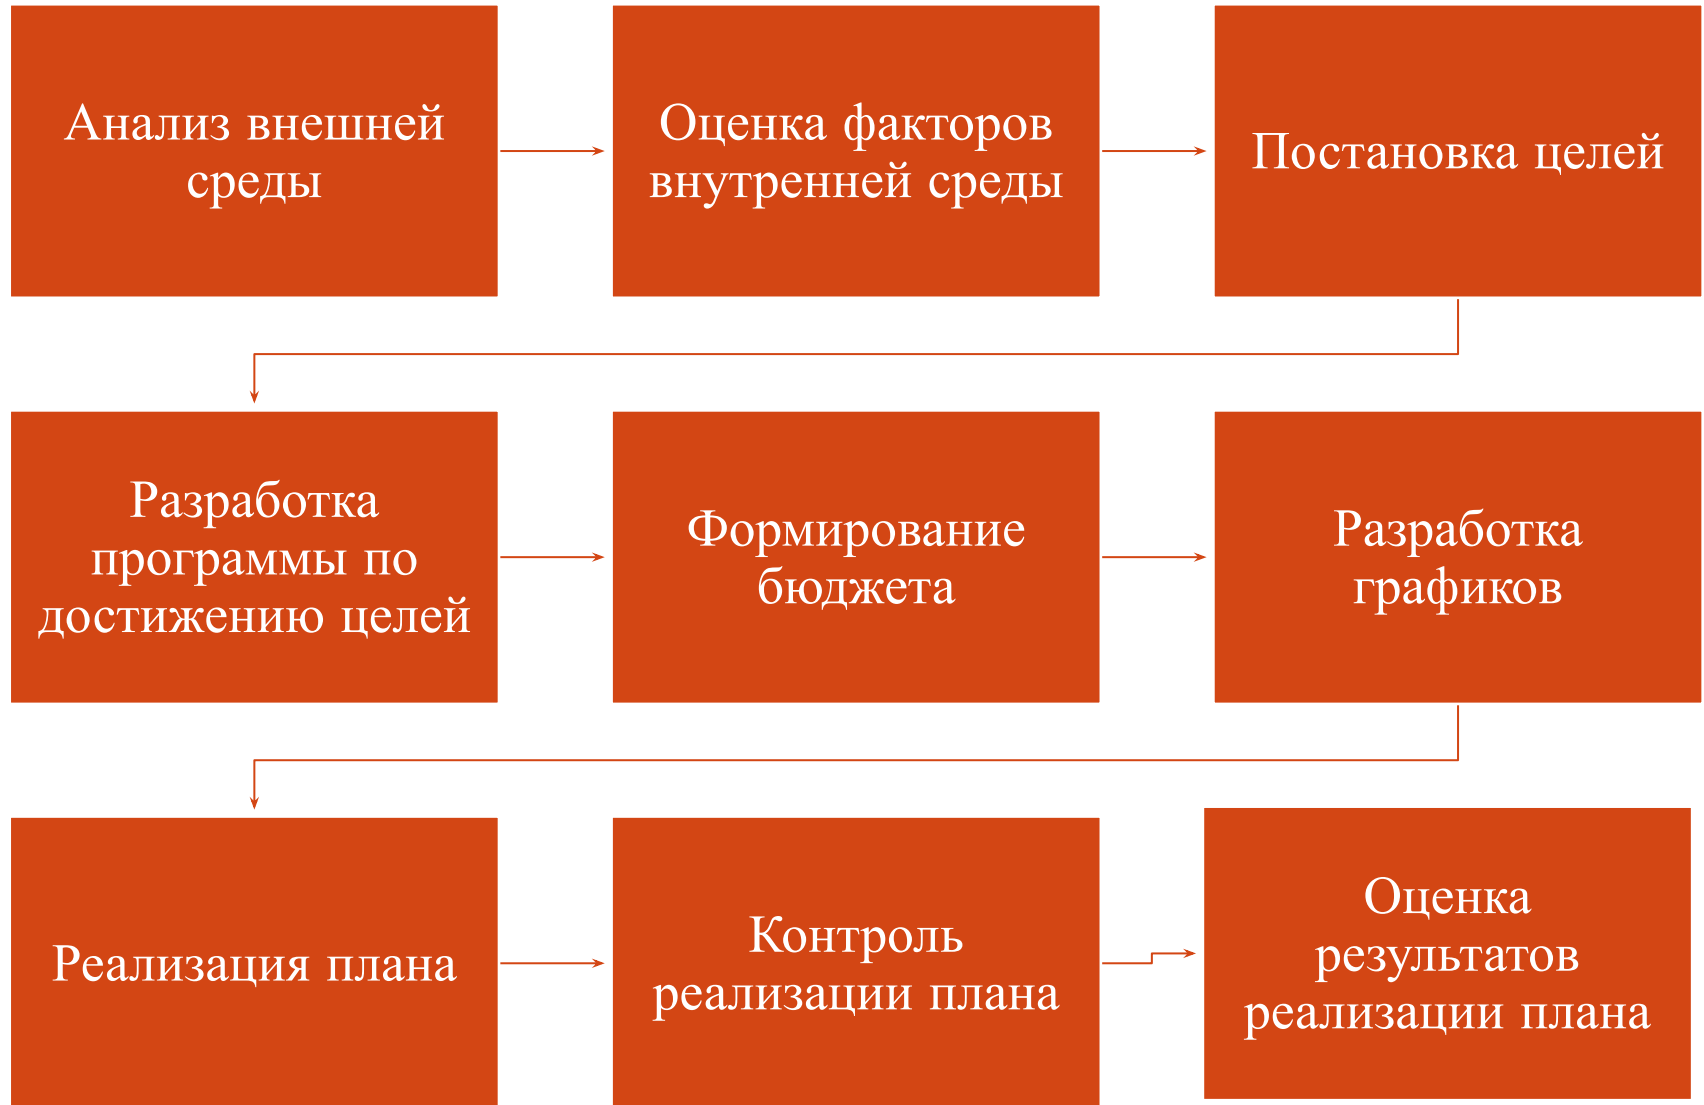 Анализ внешней
среды
Оценка факторов
внутренней среды
Постановка целей
Разработка
программы по
достижению целей
Формирование
бюджета
Разработка
графиков
Реализация плана
Контроль
реализации плана
Оценка
результатов
реализации плана